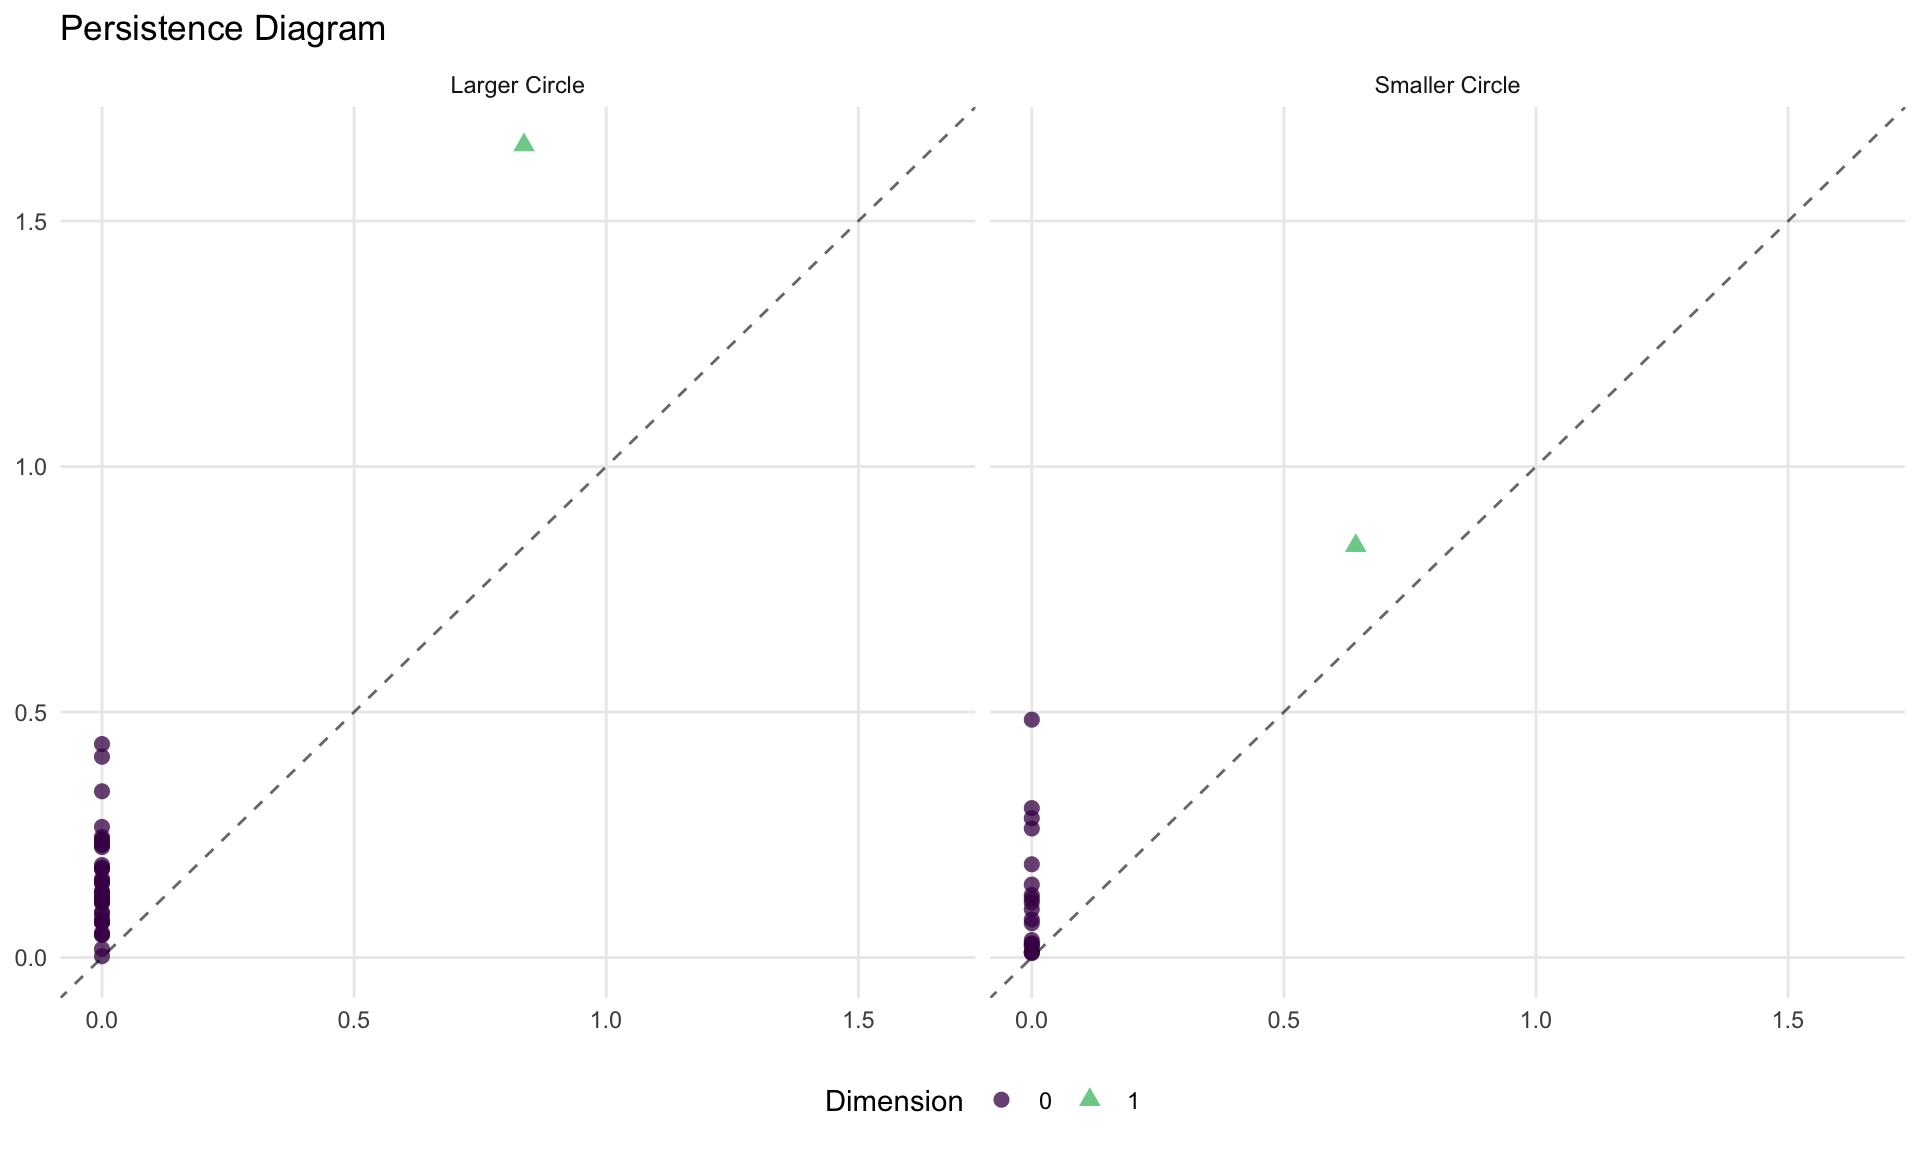 Persistence Diagram
Larger Circle Smaller Circle
1.5
1.0
0.5
0.0
0.0 0.5 1.0 1.5 0.0 0.5 1.0 1.5
Dimension 0 1